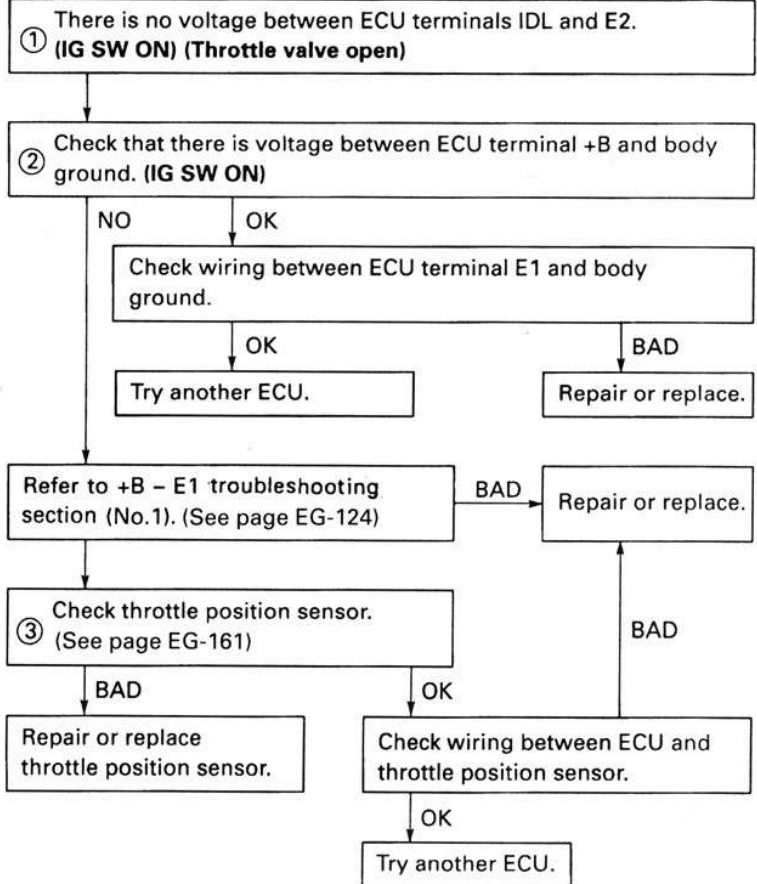 ① There is no voltage between ECU terminals IDL and E2.
(IG SW ON) (Throttle valve open)
② Check that there is voltage between ECU terminal +B and body
ground. (IG SW ON)
NO
OK
Check wiring between ECU terminal E1 and body
ground.
OK
BAD
Try another ECU.
Repair or replace.
Refer to +B – E1 troubleshooting
section (No.1). (See page EG-124)
BAD
Repair or replace.
③ Check throttle position sensor.
(See page EG-161)
BAD
BAD
OK
Repair or replace
throttle position sensor.
Check wiring between ECU and
throttle position sensor.
OK
Try another ECU.